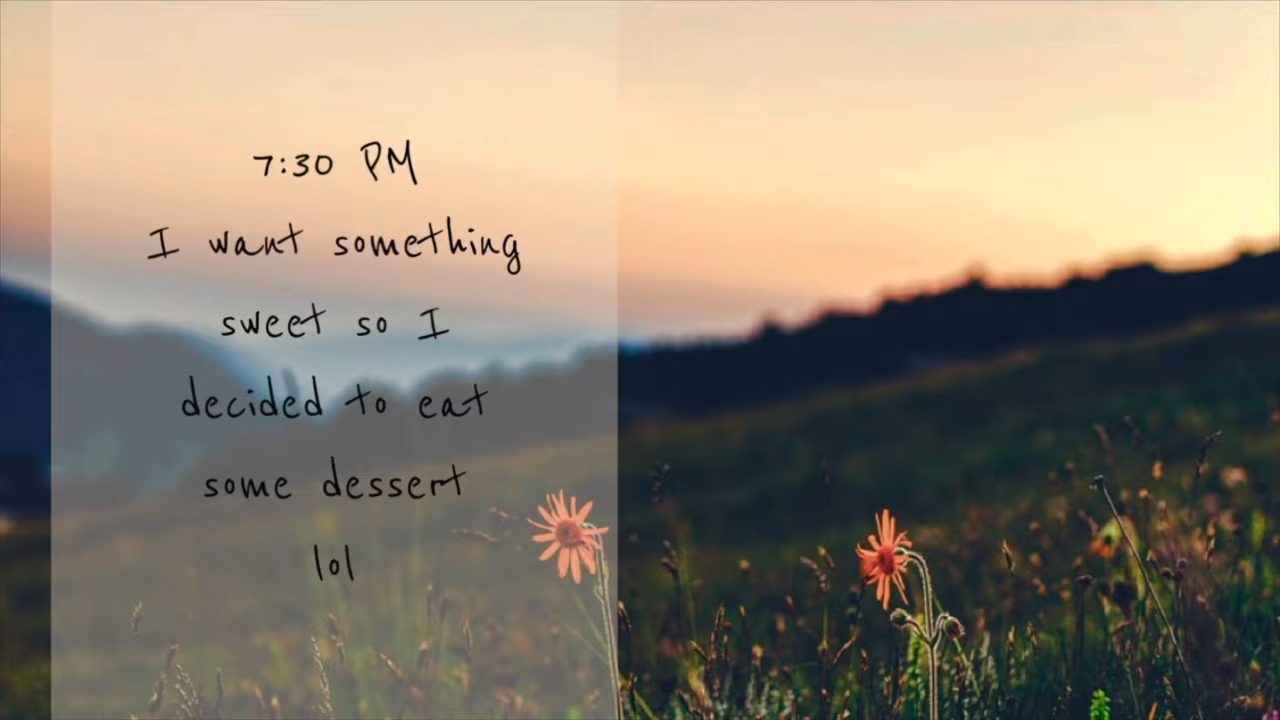 7:30 PM
I want something
sweet so I
decided to eat
some dessert
lol